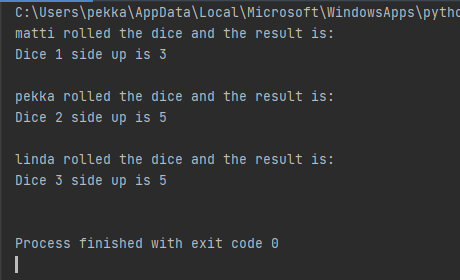 C:\Users\pekka\AppData\Local\Microsoft\WindowsApps\pytho
matti rolled the dice and the result is:
Dice 1 side up is 3
pekka rolled the dice and the result is:
Dice 2 side up is 5
linda rolled the dice and the result is:
Dice 3 side up is 5
Process finished with exit code 0